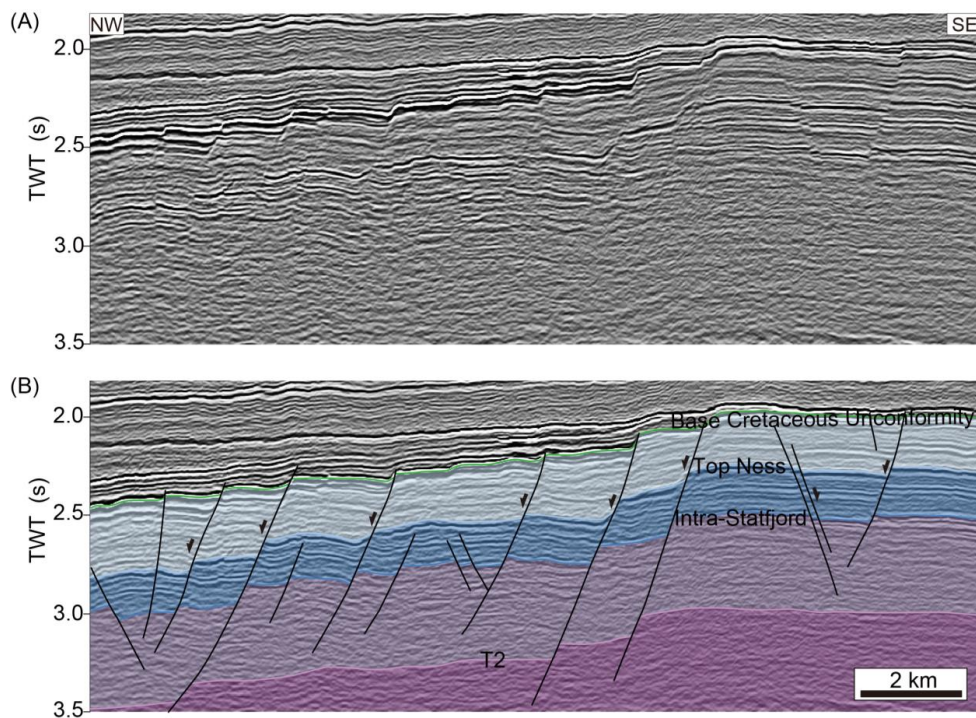 (A)
NW
SE
2.0
2.5
3.0
3.5
TWT (s)
(B)
2.0
2.5
3.0
3.5
TWT (s)
Base Cretaceous Unconformity
Top Ness
Intra-Statfjord
T2
2 km